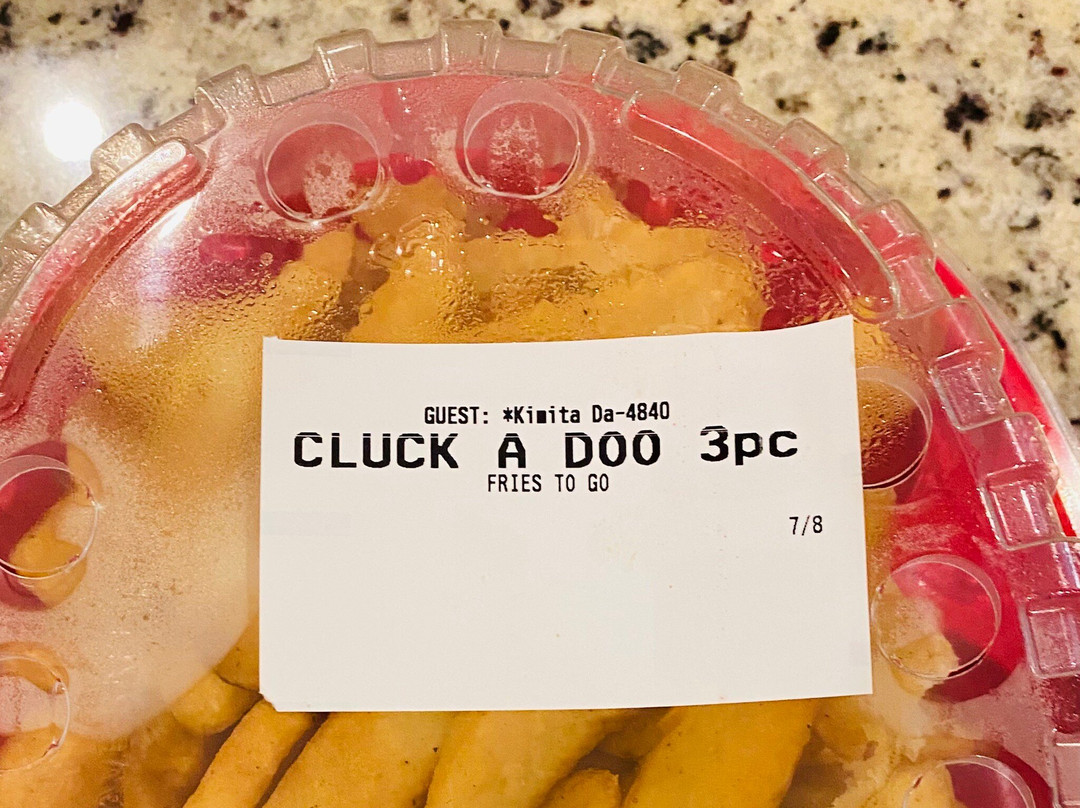 GUEST: *Kimita Da-4840
CLUCK A DOO 3pc
FRIES TO GO
7/8